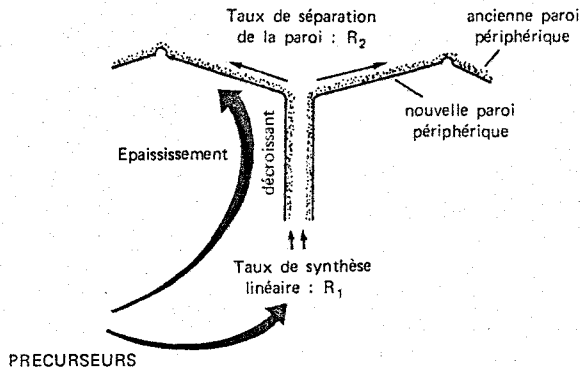 Taux de séparation
de la paroi : R₂
ancienne paroi
périphérique
nouvelle paroi
périphérique
Epaississement
décroissant
Taux de synthèse
linéaire : R₁
PRECURSEURS